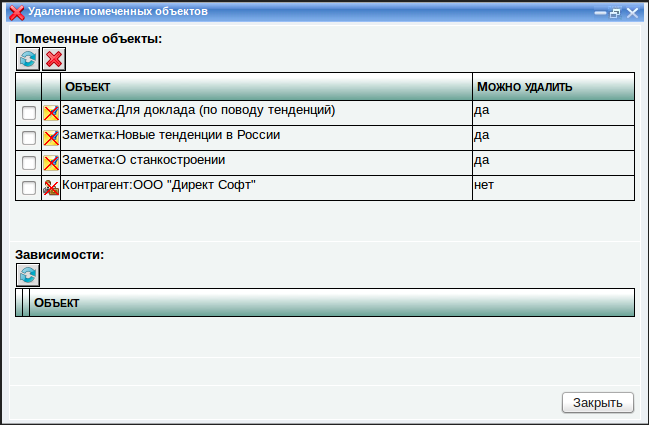 Удаление помеченных объектов
Помеченные объекты:
Объект Можно удалить
Заметка:Для доклада (по поводу тенденций) да
Заметка:Новые тенденции в России да
Заметка:О станкостроении да
Контрагент:ООО "Директ Софт" нет
Зависимости:
Объект
Закрыть